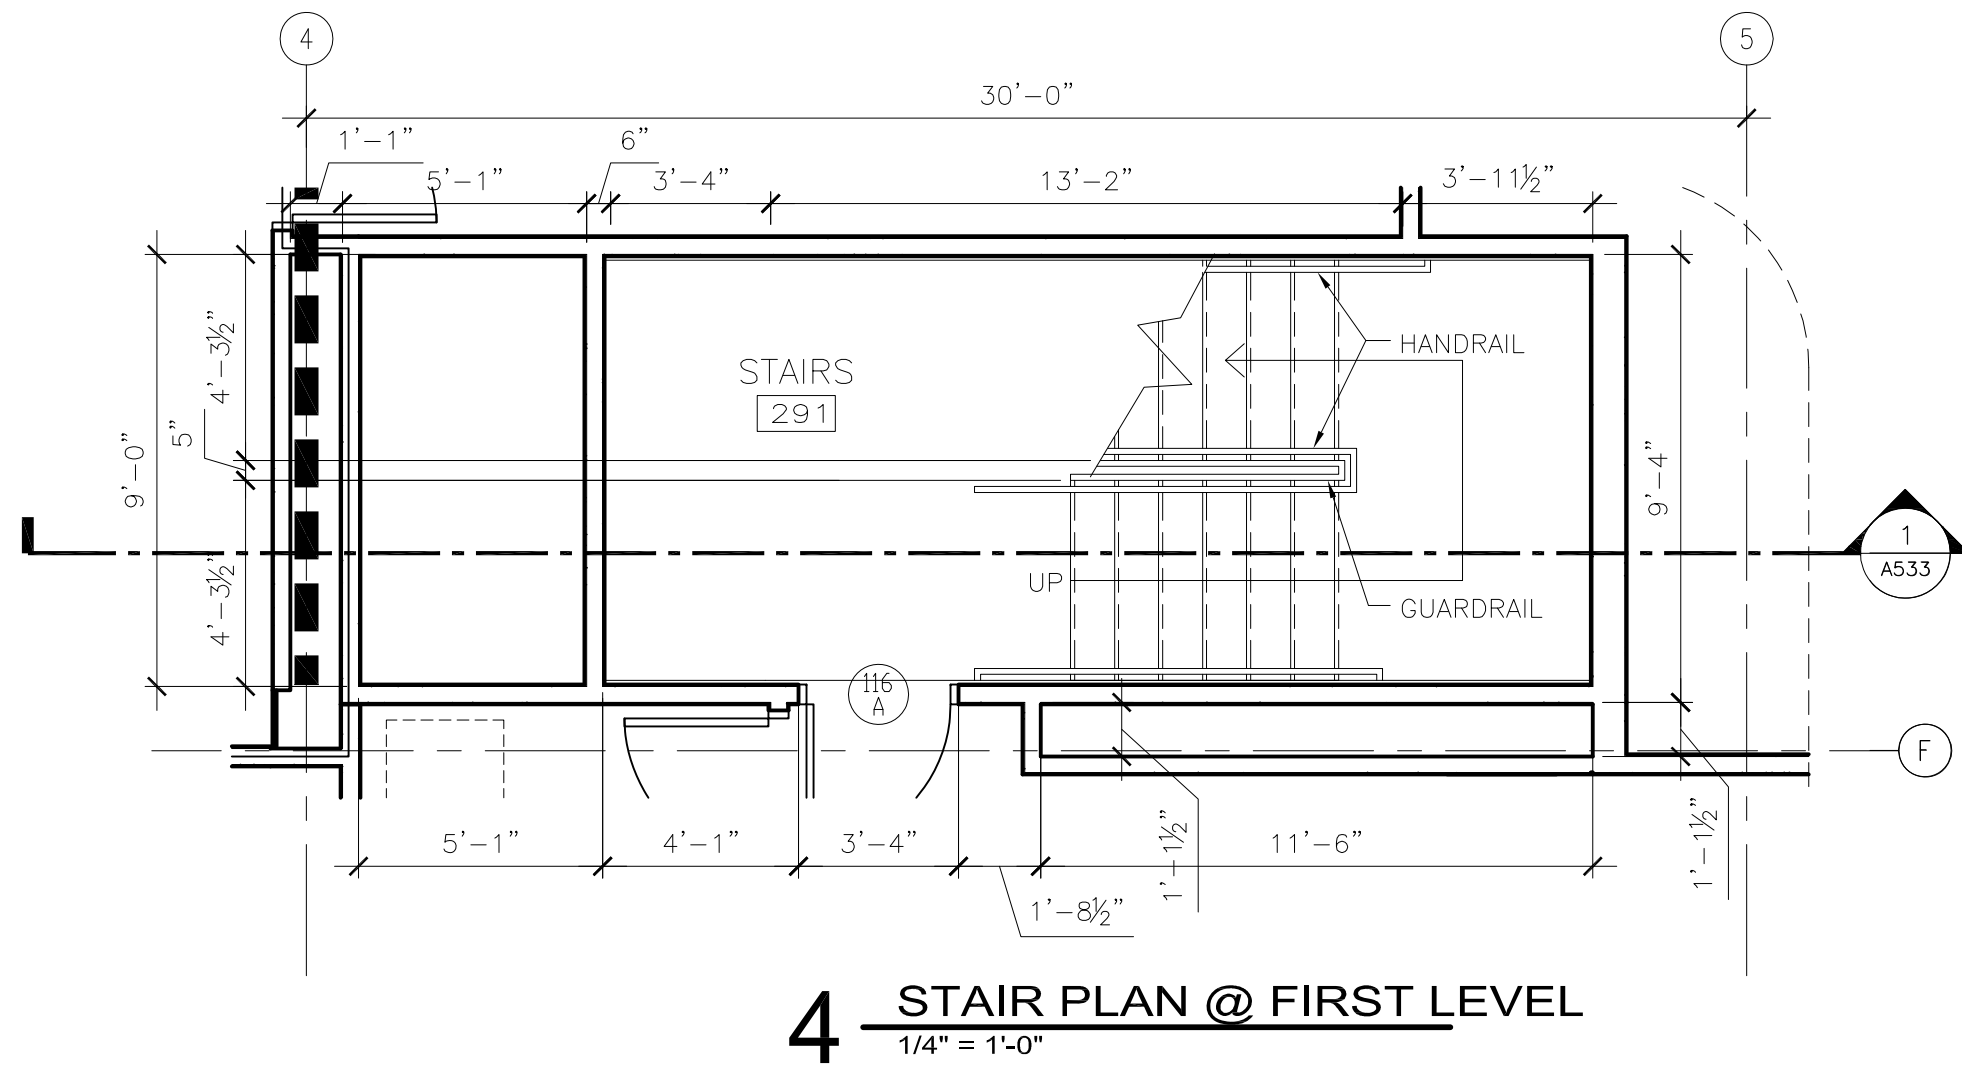 4
5
30'-0"
1'-1"
6"
5'-1"
3'-4"
13'-2"
3'-11½"
4'-3½"
5"
9'-0"
4'-3½"
STAIRS
291
HANDRAIL
UP
GUARDRAIL
9'-4"
1
A533
116
A
F
5'-1"
4'-1"
3'-4"
1'-8½"
1'-1½"
11'-6"
1'-1½"
4 STAIR PLAN @ FIRST LEVEL
1/4" = 1'-0"